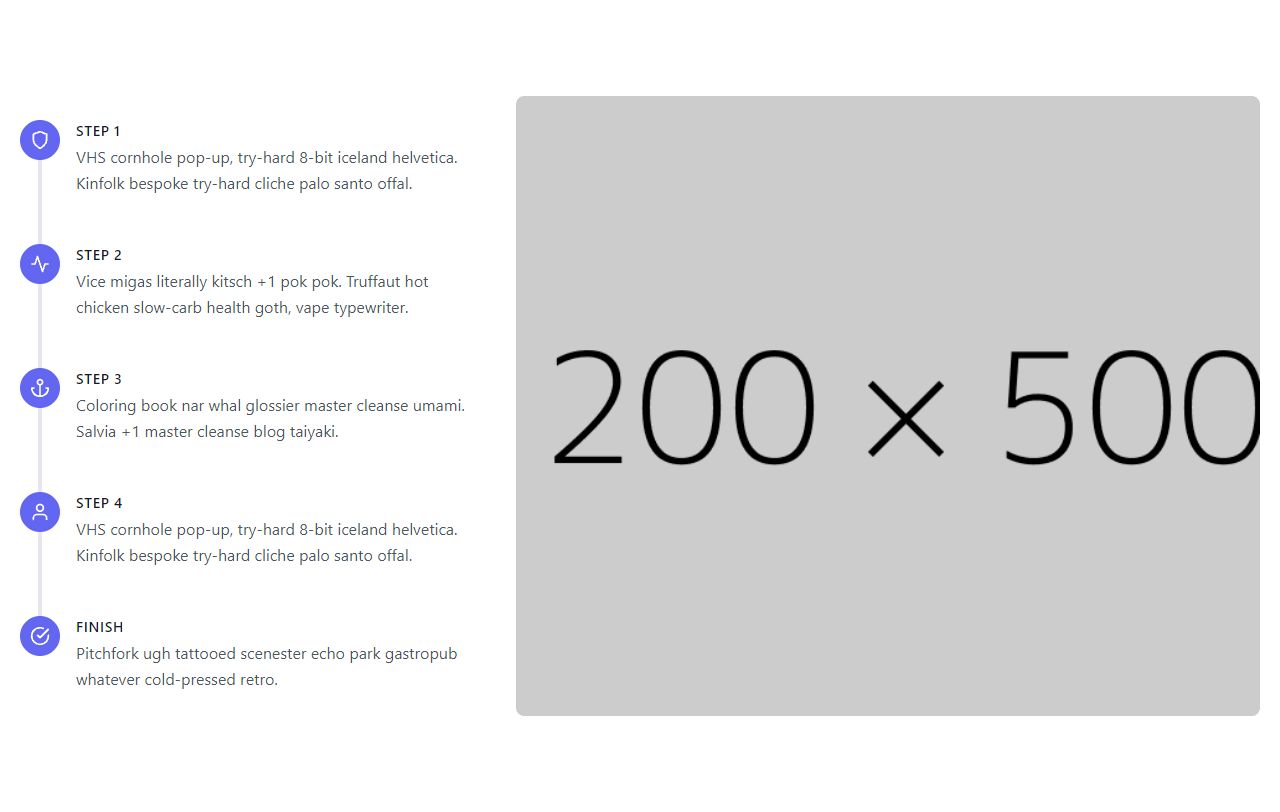 STEP 1
VHS cornhole pop-up, try-hard 8-bit iceland helvetica.
Kinfolk bespoke try-hard cliche palo santo offal.
STEP 2
Vice migas literally kitsch +1 pok pok. Truffaut hot
chicken slow-carb health goth, vape typewriter.
STEP 3
Coloring book nar whal glossier master cleanse umami.
Salvia +1 master cleanse blog taiyaki.
STEP 4
VHS cornhole pop-up, try-hard 8-bit iceland helvetica.
Kinfolk bespoke try-hard cliche palo santo offal.
FINISH
Pitchfork ugh tattooed scenester echo park gastropub
whatever cold-pressed retro.
200 × 500